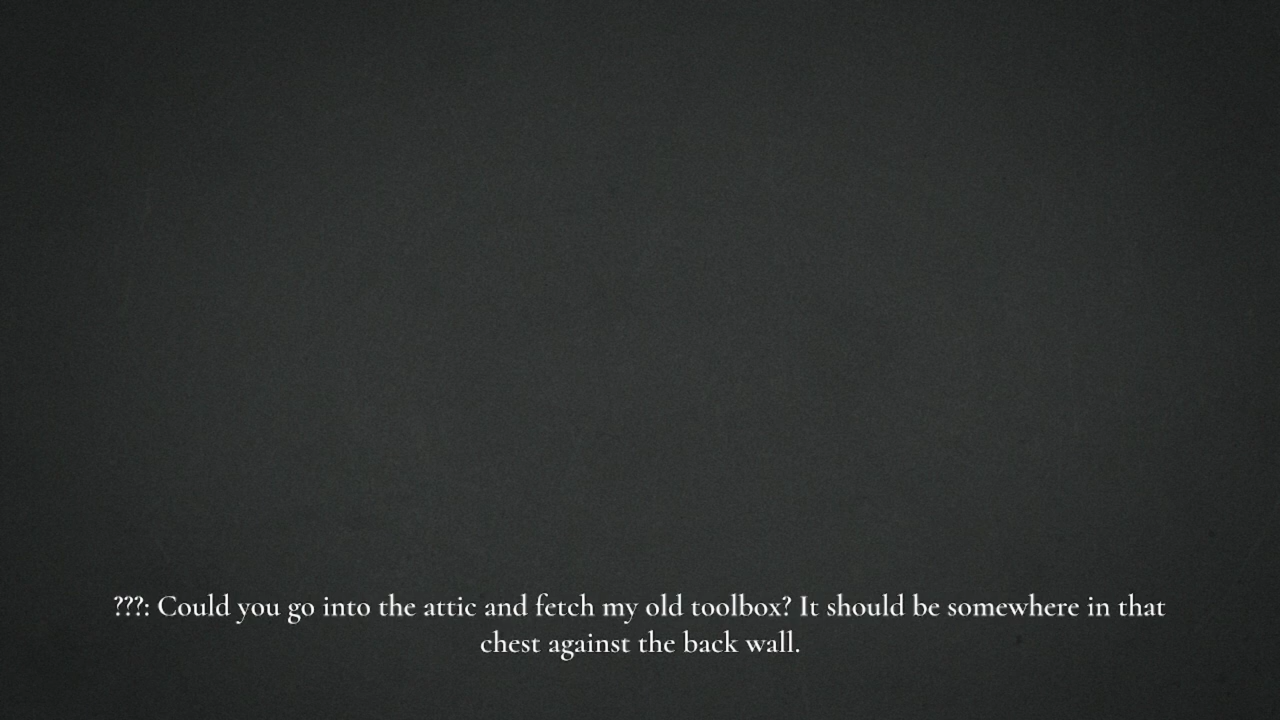 ???: Could you go into the attic and fetch my old toolbox? It should be somewhere in that
chest against the back wall.